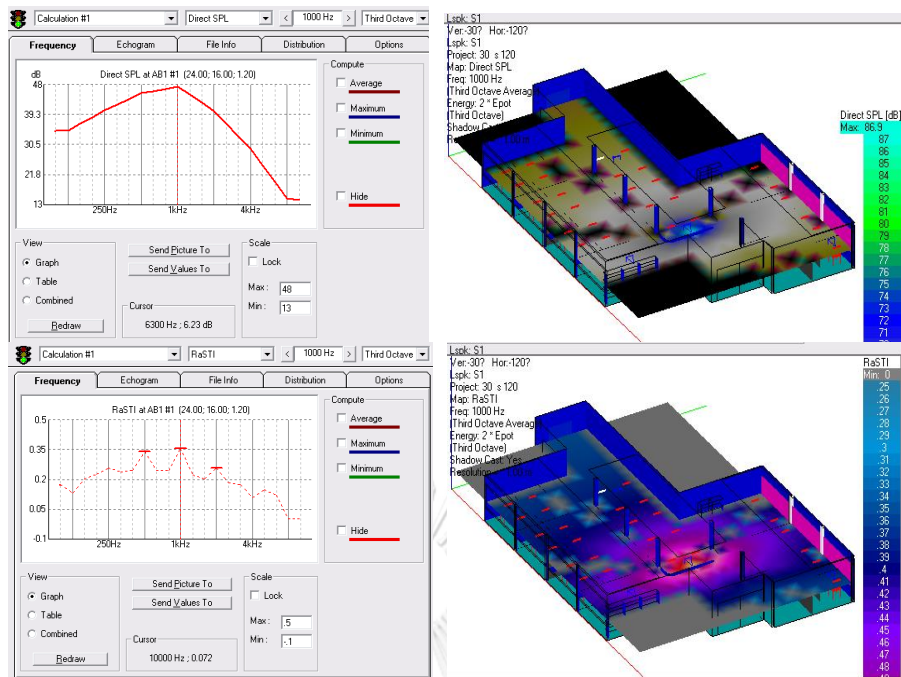 Calculation #1 Direct SPL < 1000 Hz > Third Octave
Frequency Echogram File Info Distribution Options
dB Direct SPL at AB1 #1 (24.00; 16.00; 1.20)
48
39.3
30.5
21.8
13
250Hz 1kHz 4kHz
Compute
Average
Maximum
Minimum
Hide
View
Graph
Table
Combined
Redraw
Send Picture To
Send Values To
Cursor
6300 Hz ; 6.23 dB
Scale
Lock
Max : 48
Min : 13
Lspk: S1
Ver:-30? Hor:-120?
Lspk: S1
Project: 30 s 120
Map: Direct SPL
Freq: 1000 Hz
(Third Octave Average)
Energy: 2 * Epot
(Third Octave)
Shadow Cast:
Direct SPL [dB]
Max: 86.9
87
86
85
84
83
82
81
80
79
78
77
76
75
74
73
72
71
Calculation #1 RaSTI < 1000 Hz > Third Octave
Frequency Echogram File Info Distribution Options
RaSTI at AB1 #1 (24.00; 16.00; 1.20)
0.5
0.35
0.2
0.05
-0.1
250Hz 1kHz 4kHz
Compute
Average
Maximum
Minimum
Hide
View
Graph
Table
Combined
Redraw
Send Picture To
Send Values To
Cursor
10000 Hz ; 0.072
Scale
Lock
Max : .5
Min : -.1
Lspk: S1
Ver:-30? Hor:-120?
Lspk: S1
Project: 30 s 120
Map: RaSTI
Freq: 1000 Hz
(Third Octave Average)
Energy: 2 * Epot
(Third Octave)
Shadow Cast: Yes
RaSTI
Min: 0
.25
.26
.27
.28
.29
.3
.31
.32
.33
.34
.35
.36
.37
.38
.39
.4
.41
.42
.43
.44
.45
.46
.47
.48